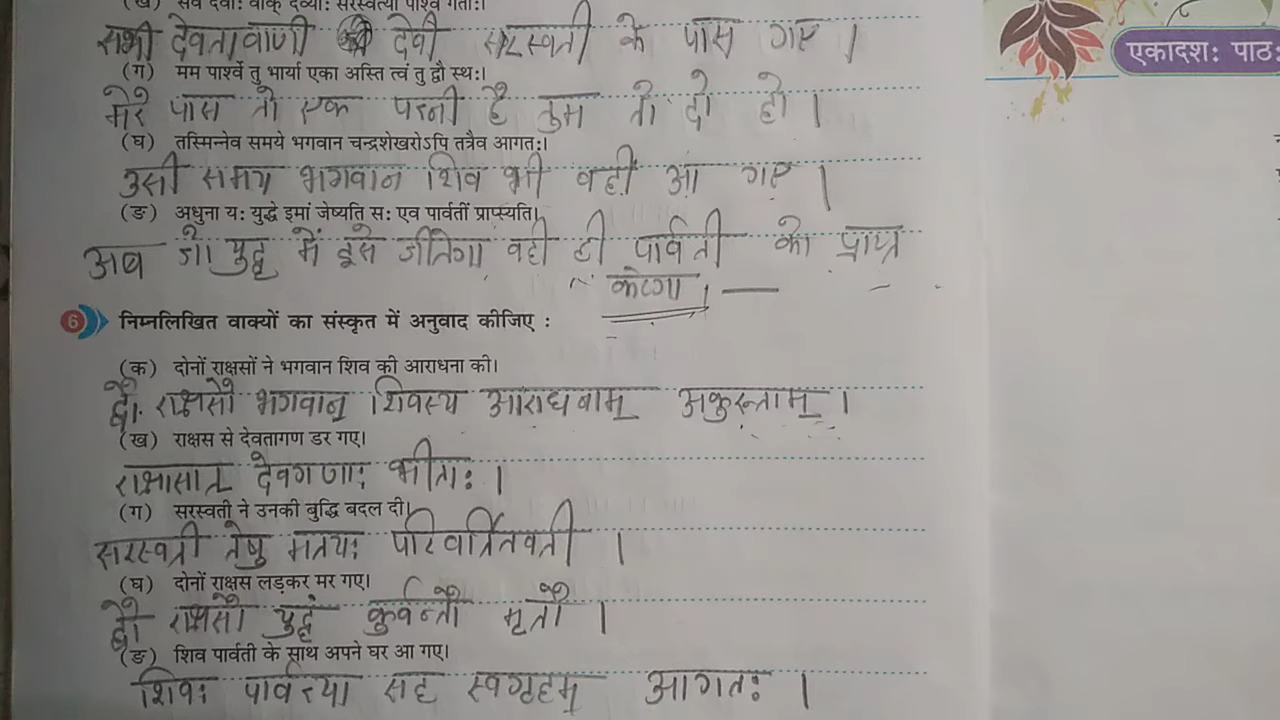 (ख) सर्वे देवाः वाक् देव्याः सरस्वत्याः पार्श्वे गताः।
सभी देवतावाणी देवी सरस्वती के पास गए ।
एकादशः पाठः
(ग) मम पार्श्वे तु भार्या एका अस्ति त्वं तु द्वौ स्थः।
मेरे पास तो एक पत्नी है तुम तो दो हो ।
(घ) तस्मिन्नेव समये भगवान चन्द्रशेखरोऽपि तत्रैव आगतः।
उसी समय भगवान शिव भी वहीं आ गए ।
(ङ) अधुना यः युद्धे इमां जेष्यति सः एव पार्वतीं प्राप्स्यति।
अब जो युद्ध में इसे जीतेगा वही ही पार्वती को प्राप्त
करेगा ।
6 निम्नलिखित वाक्यों का संस्कृत में अनुवाद कीजिए :
(क) दोनों राक्षसों ने भगवान शिव की आराधना की।
द्वौ राक्षसौ भगवान् शिवस्य आराधनाम् अकुरुताम् ।
(ख) राक्षस से देवतागण डर गए।
राक्षासात् देवगणाः भीताः ।
(ग) सरस्वती ने उनकी बुद्धि बदल दी।
सरस्वती तेषु मतयः परिवर्तितवती ।
(घ) दोनों राक्षस लड़कर मर गए।
द्वौ राक्षसौ युद्धं कुर्वन्तौ मृतौ ।
(ङ) शिव पार्वती के साथ अपने घर आ गए।
शिवः पार्वत्या सह स्वगृहम् आगतः ।